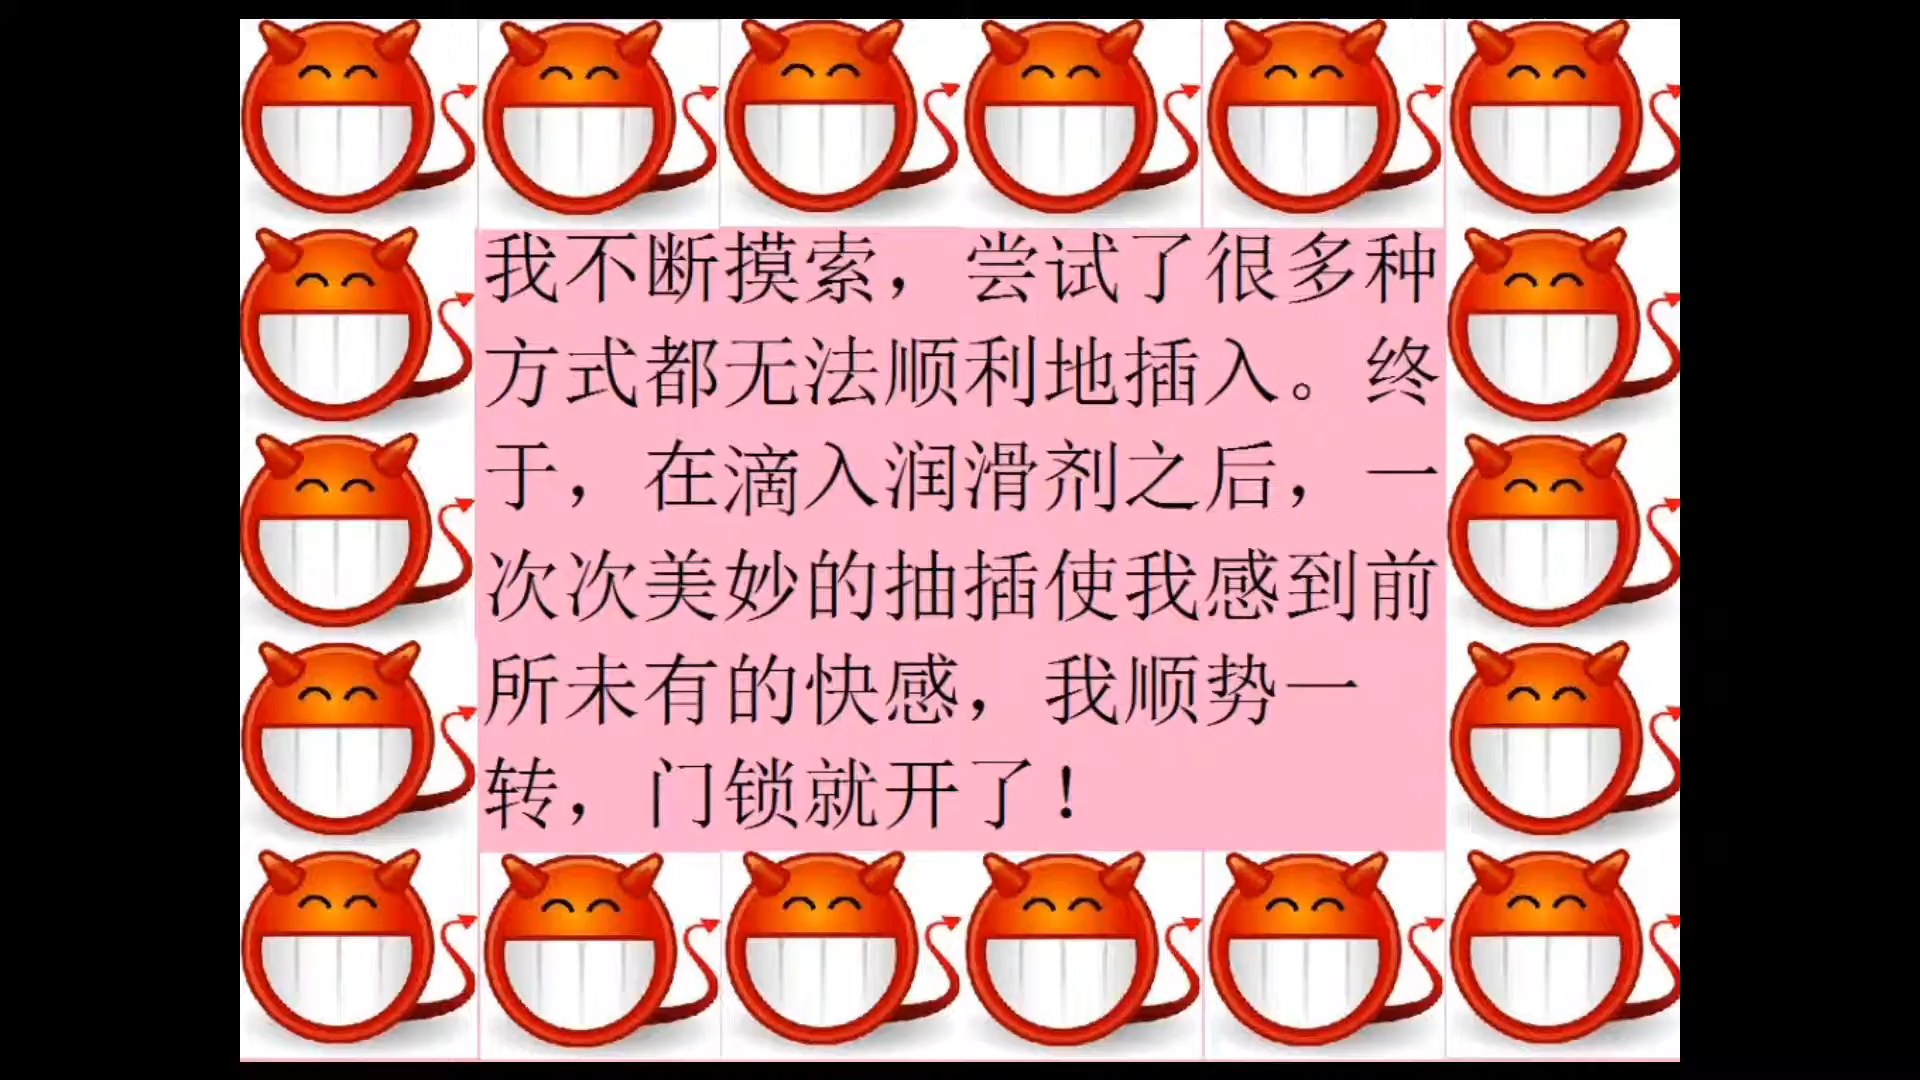 我不断摸索，尝试了很多种
方式都无法顺利地插入。终
于，在滴入润滑剂之后，一
次次美妙的抽插使我感到前
所未有的快感，我顺势一
转，门锁就开了！